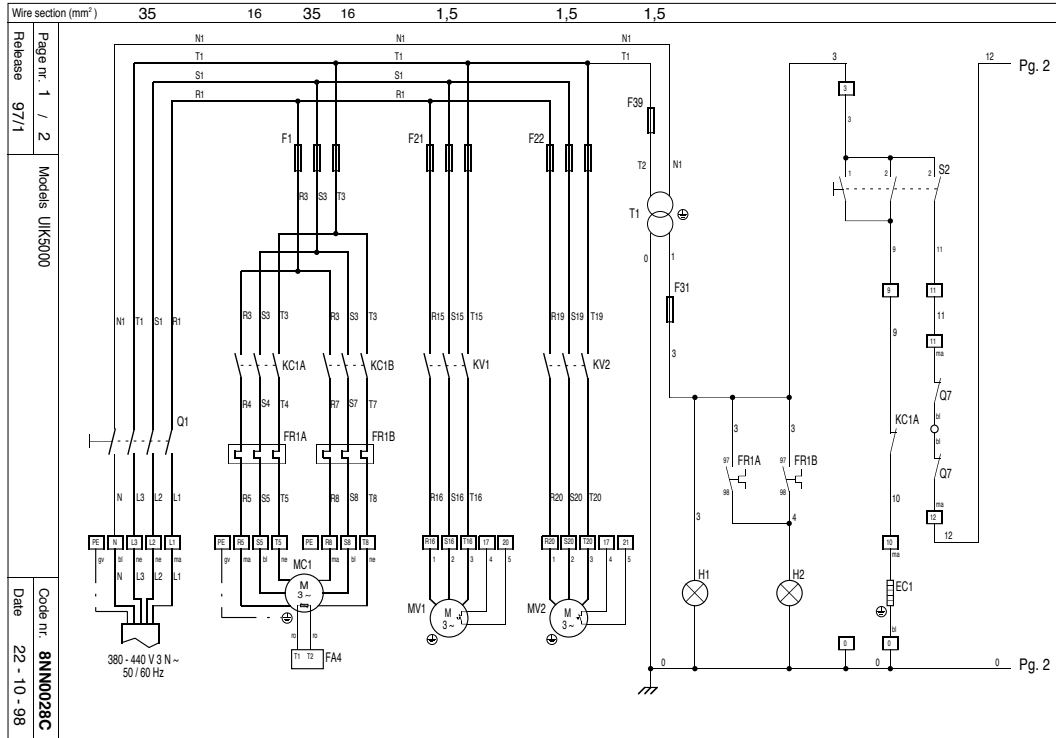 Wire section (mm²) 35 16 35 16 1,5 1,5 1,5
Page nr. 1 / 2
Release 97/1
Models UIK5000
Code nr. 8NN0028C
Date 22 - 10 - 98
N1 N1 N1
T1 T1 T1
S1 S1
R1 R1
3 12 Pg. 2
3
3
F39
F1 F21 F22
T2 N1
1 2 2 S2
R3 S3 T3
T1
0 1
9 11
F31
9 11
N1 T1 S1 R1
R3 S3 T3 R3 S3 T3
R15 S15 T15
R19 S19 T19
9 11
11
ma
3
KC1A KC1B KV1 KV2
Q7
bl
R4 S4 T4 R7 S7 T7
KC1A
Q1
3 3
bl
FR1A FR1B
97 FR1A 97 FR1B
98 98
Q7
ma
N L3 L2 L1
R5 S5 T5 R8 S8 T8
R16 S16 T16
R20 S20 T20
3 4 10
12
12
PE N L3 L2 L1
PE R5 S5 T5 PE R8 S8 T8
R16 S16 T16 17 20
R20 S20 T20 17 21
10
gv bl ne ne ma
gv ma bl ne ma bl ne
1 2 3 4 5
1 2 3 4 5
ma
N L3 L2 L1
MC1
M
3 ~
MV1
M
3 ~
MV2
M
3 ~
H1 H2 EC1
bl
ro ro
T1 T2 FA4
0 0
380 - 440 V 3 N ~
50 / 60 Hz
0 0 0 Pg. 2